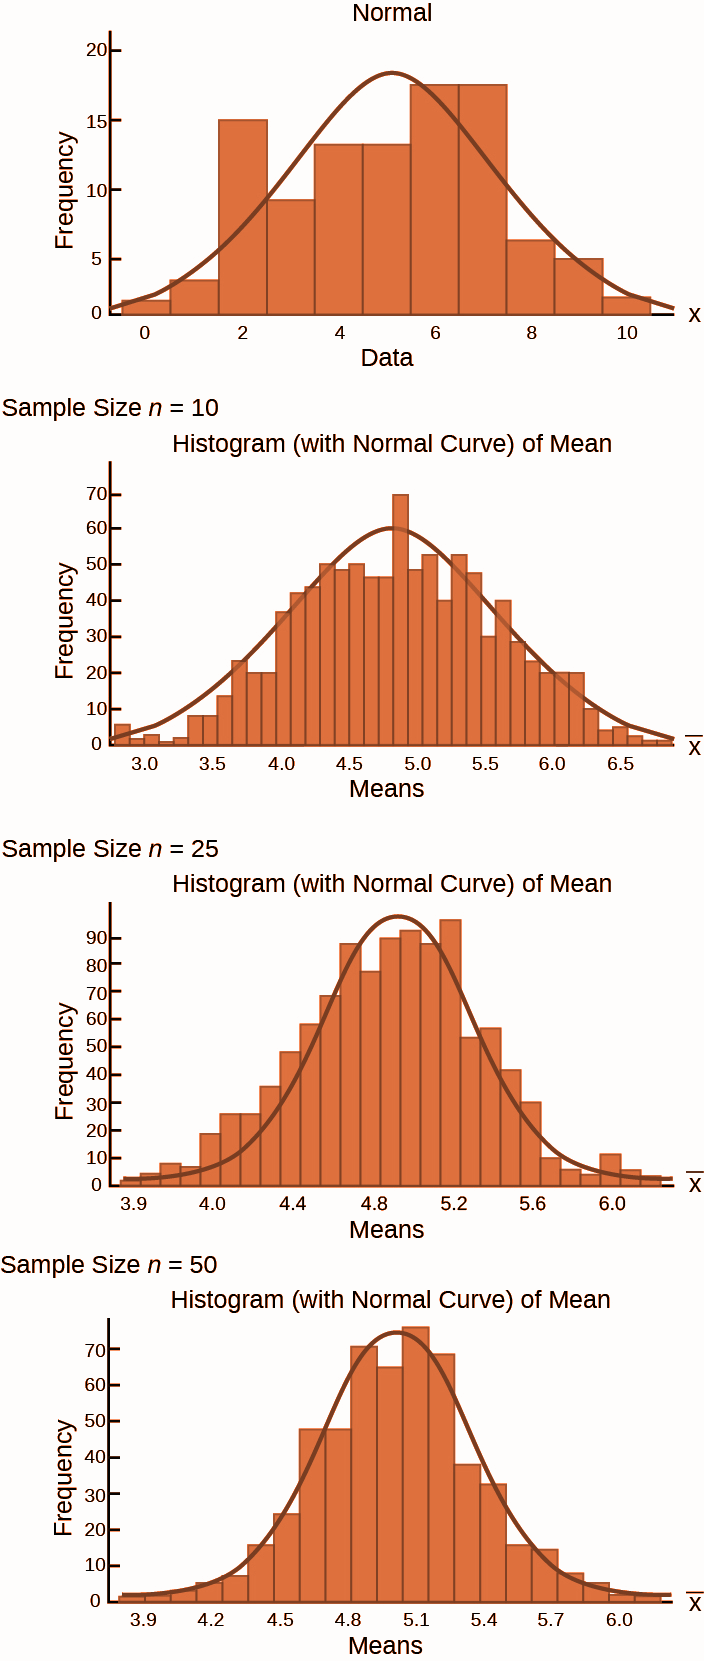 Normal
20
15
10
5
0
Frequency
0 2 4 6 8 10
x
Data
Sample Size n = 10
Histogram (with Normal Curve) of Mean
70
60
50
40
30
20
10
0
Frequency
3.0 3.5 4.0 4.5 5.0 5.5 6.0 6.5
x̅
Means
Sample Size n = 25
Histogram (with Normal Curve) of Mean
90
80
70
60
50
40
30
20
10
0
Frequency
3.9 4.0 4.4 4.8 5.2 5.6 6.0
x̅
Means
Sample Size n = 50
Histogram (with Normal Curve) of Mean
70
60
50
40
30
20
10
0
Frequency
3.9 4.2 4.5 4.8 5.1 5.4 5.7 6.0
x̅
Means